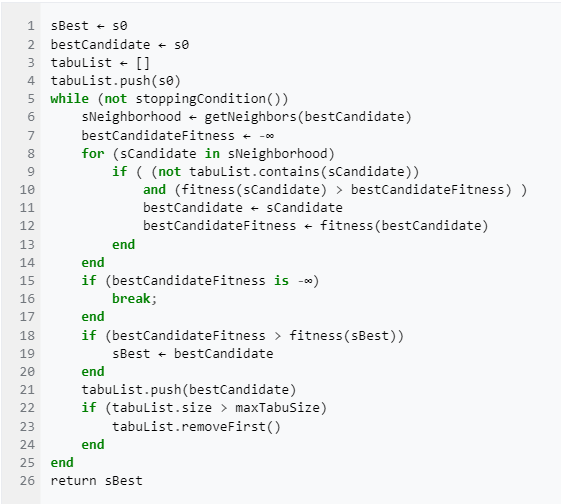 1 sBest ← s0
2 bestCandidate ← s0
3 tabuList ← []
4 tabuList.push(s0)
5 while (not stoppingCondition())
6     sNeighborhood ← getNeighbors(bestCandidate)
7     bestCandidateFitness ← -∞
8     for (sCandidate in sNeighborhood)
9         if ( (not tabuList.contains(sCandidate))
10             and (fitness(sCandidate) > bestCandidateFitness) )
11             bestCandidate ← sCandidate
12             bestCandidateFitness ← fitness(bestCandidate)
13         end
14     end
15     if (bestCandidateFitness is -∞)
16         break;
17     end
18     if (bestCandidateFitness > fitness(sBest))
19         sBest ← bestCandidate
20     end
21     tabuList.push(bestCandidate)
22     if (tabuList.size > maxTabuSize)
23         tabuList.removeFirst()
24     end
25 end
26 return sBest